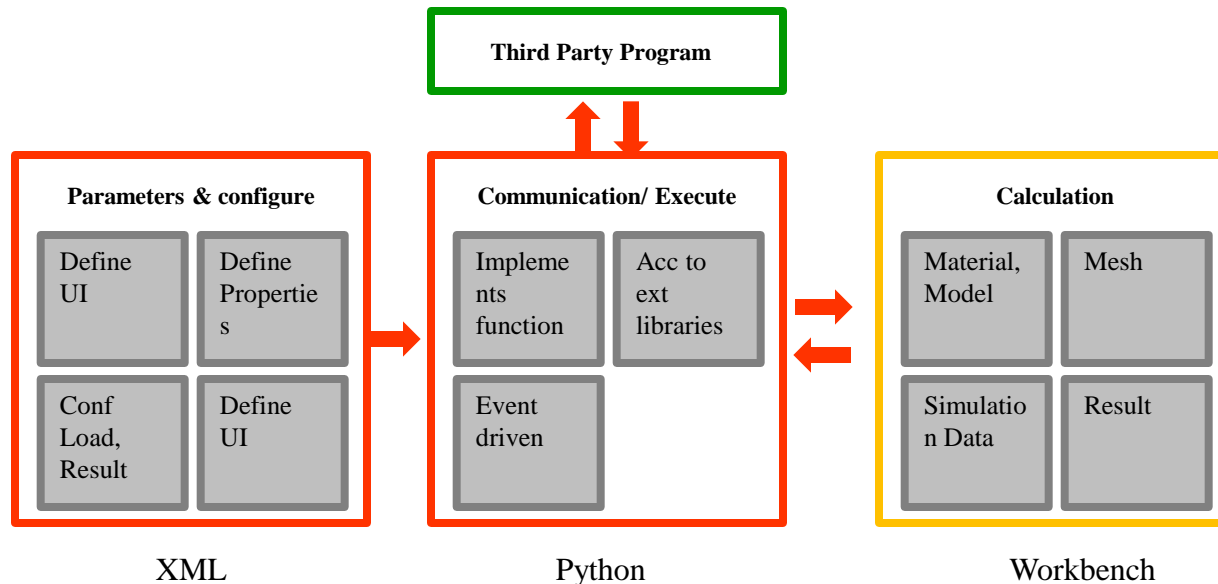 Third Party Program
Parameters & configure
Define
UI
Define
Propertie
s
Conf
Load,
Result
Define
UI
Communication/ Execute
Impleme
nts
function
Acc to
ext
libraries
Event
driven
Calculation
Material,
Model
Mesh
Simulatio
n Data
Result
XML
Python
Workbench